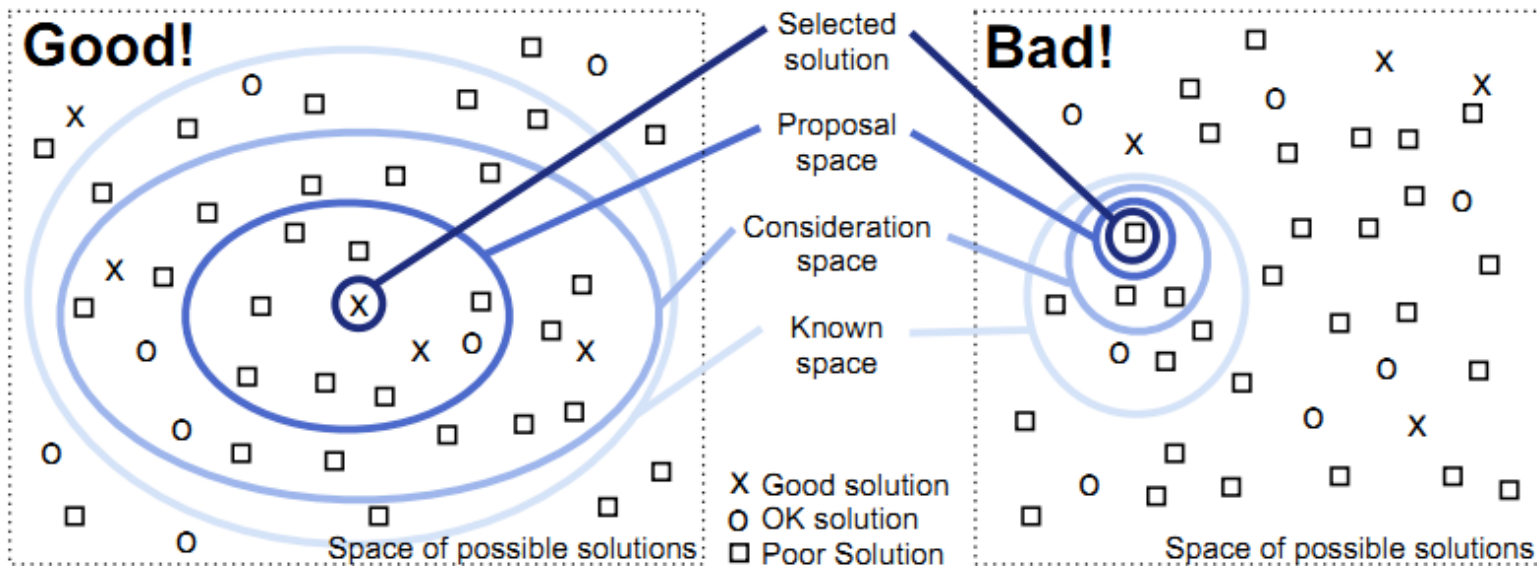 Good!
Selected
solution
Proposal
space
Consideration
space
Known
space
X Good solution
O OK solution
Poor Solution
Space of possible solutions
Bad!
Space of possible solutions